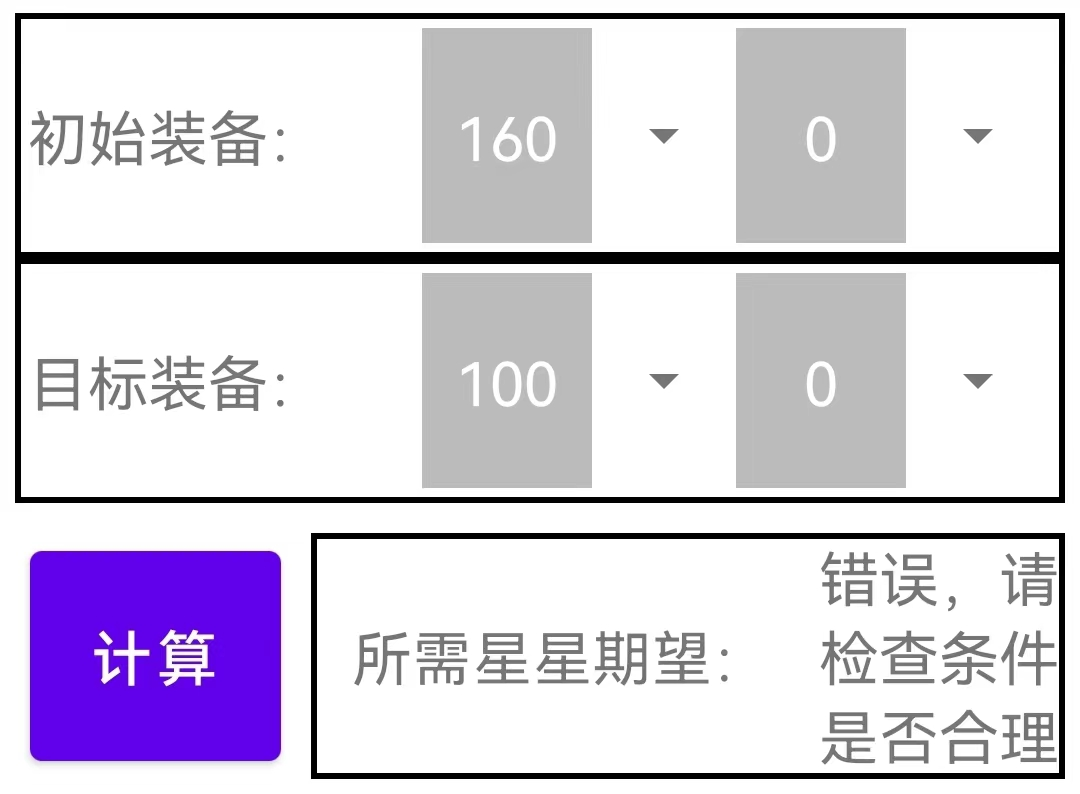 初始装备: 160 0
目标装备: 100 0
计算
所需星星期望:
错误，请
检查条件
是否合理